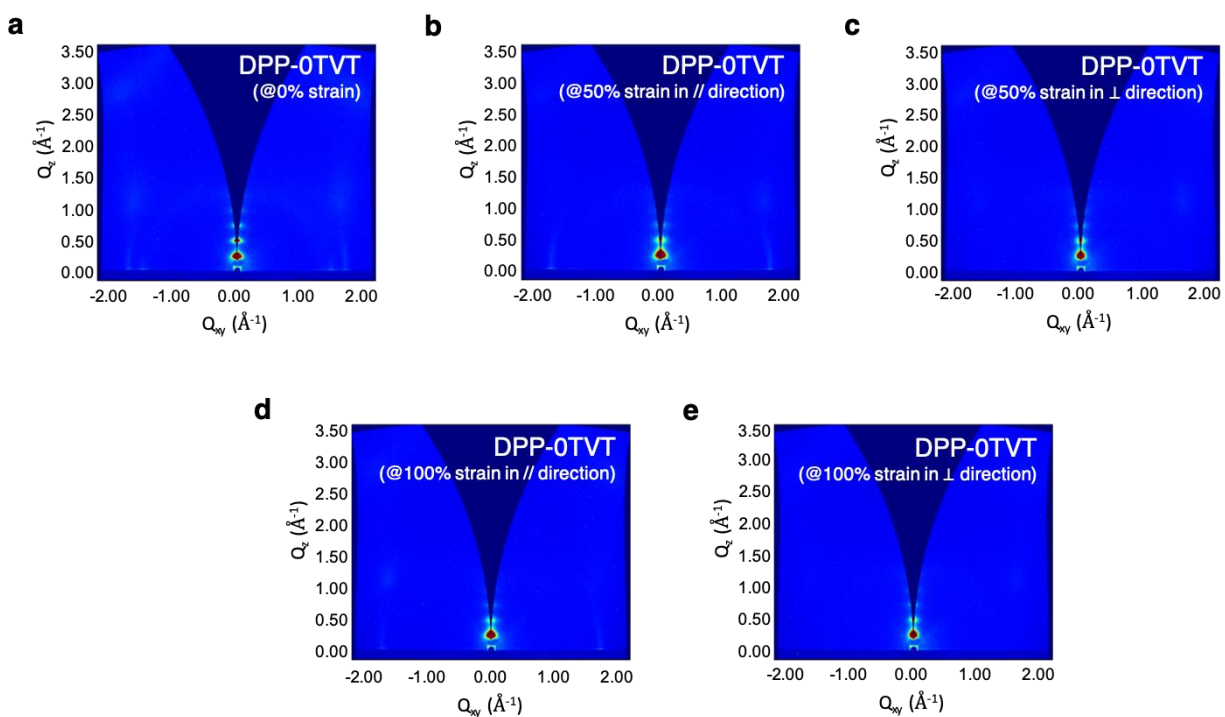 a
3.50
3.00
2.50
2.00
1.50
1.00
0.50
0.00
Qz (Å-1)
DPP-0TVT
(@0% strain)
-2.00 -1.00 0.00 1.00 2.00
Qxy (Å-1)
b
3.50
3.00
2.50
2.00
1.50
1.00
0.50
0.00
Qz (Å-1)
DPP-0TVT
(@50% strain in // direction)
-2.00 -1.00 0.00 1.00 2.00
Qxy (Å-1)
c
3.50
3.00
2.50
2.00
1.50
1.00
0.50
0.00
Qz (Å-1)
DPP-0TVT
(@50% strain in ⊥ direction)
-2.00 -1.00 0.00 1.00 2.00
Qxy (Å-1)
d
3.50
3.00
2.50
2.00
1.50
1.00
0.50
0.00
Qz (Å-1)
DPP-0TVT
(@100% strain in // direction)
-2.00 -1.00 0.00 1.00 2.00
Qxy (Å-1)
e
3.50
3.00
2.50
2.00
1.50
1.00
0.50
0.00
Qz (Å-1)
DPP-0TVT
(@100% strain in ⊥ direction)
-2.00 -1.00 0.00 1.00 2.00
Qxy (Å-1)